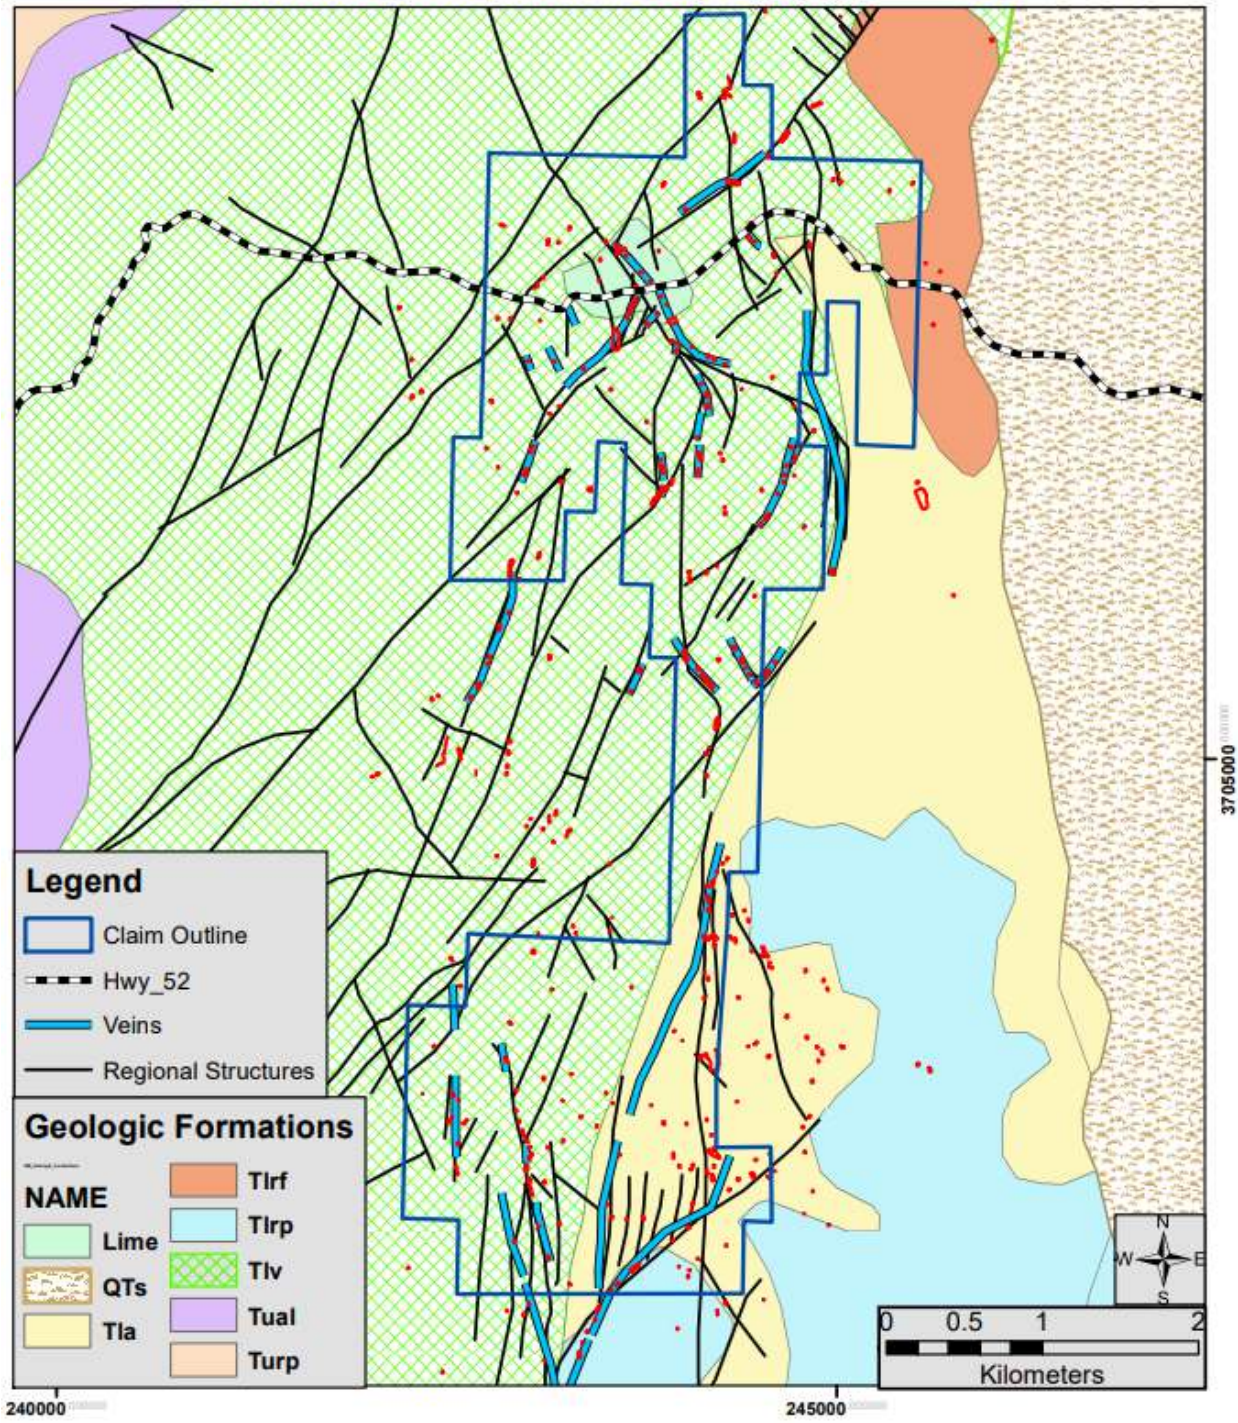 Legend
Claim Outline
Hwy_52
Veins
Regional Structures
Geologic Formations
NAME
Lime
QTs
Tla
Tlrf
Tlrp
Tlv
Tual
Turp
3705000
N
W E
S
0 0.5 1 2
Kilometers
240000 245000